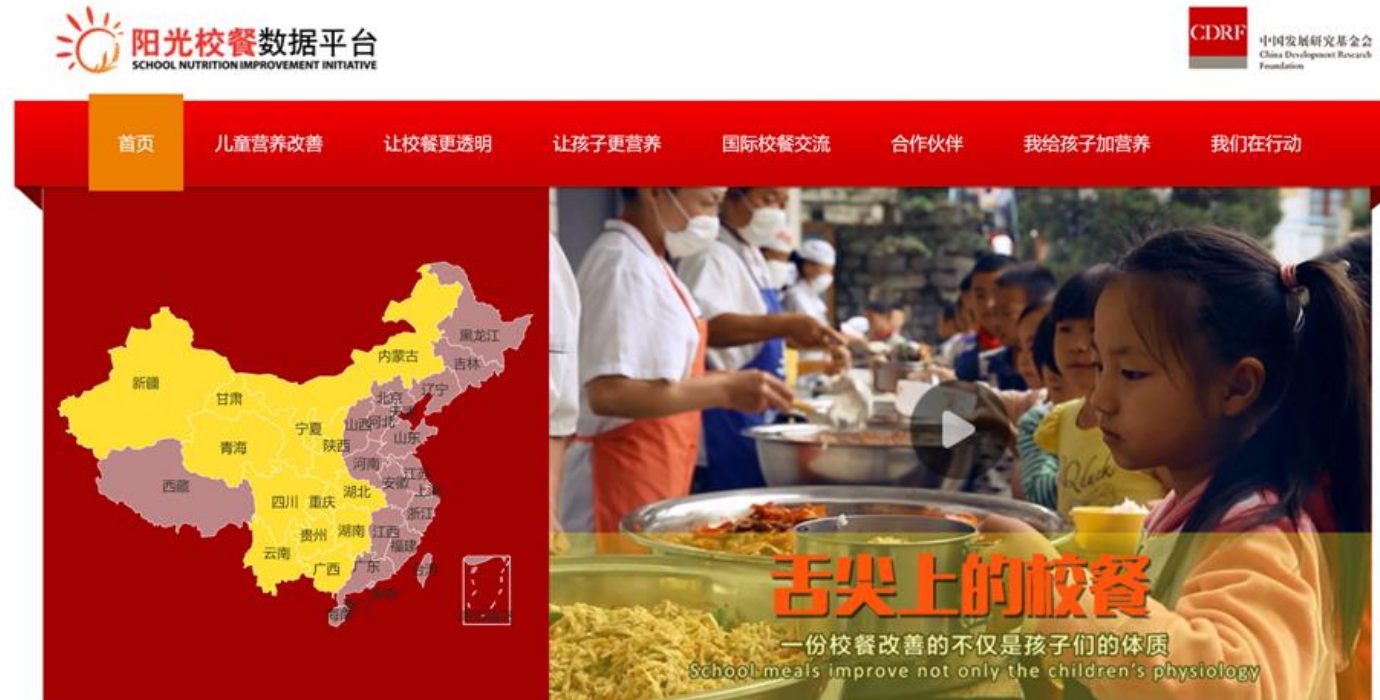 阳光校餐数据平台
SCHOOL NUTRITION IMPROVEMENT INITIATIVE
CDRF
中国发展研究基金会
China Development Research
Foundation
首页 儿童营养改善 让校餐更透明 让孩子更营养 国际校餐交流 合作伙伴 我给孩子加营养 我们在行动
黑龙江
内蒙古
吉林
新疆
辽宁
甘肃
北京
宁夏
山西
河北
陕西
山东
青海
河南
江苏
西藏
安徽
上海
湖北
四川
重庆
浙江
贵州
湖南
江西
云南
福建
广西
广东
台湾
海南
Quick
舌尖上的校餐
一份校餐改善的不仅是孩子们的体质
School meals improve not only the children's physiology